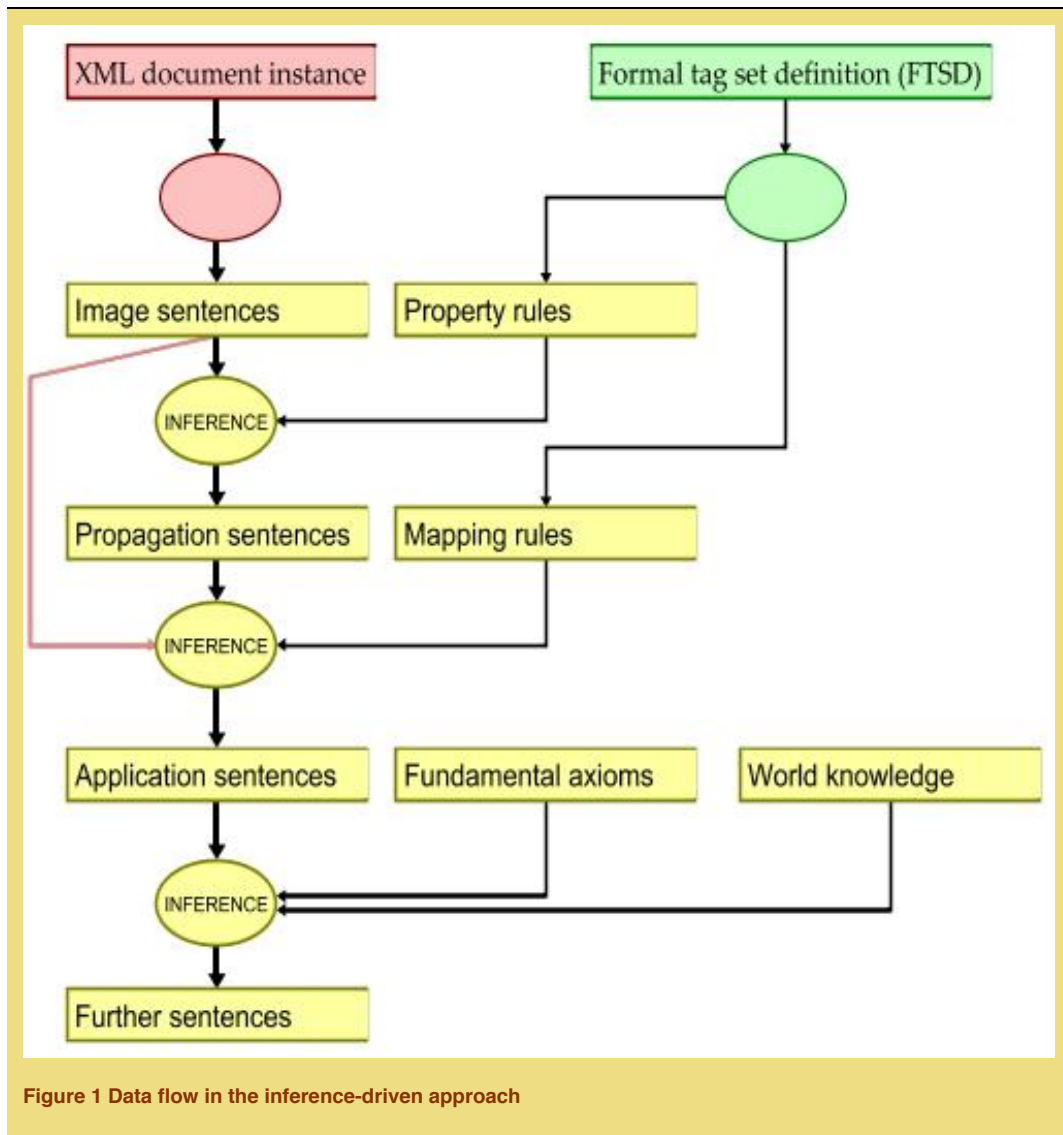 XML document instance
Formal tag set definition (FTSD)
Image sentences
Property rules
INFERENCE
Propagation sentences
Mapping rules
INFERENCE
Application sentences
Fundamental axioms
World knowledge
INFERENCE
Further sentences
Figure 1 Data flow in the inference-driven approach